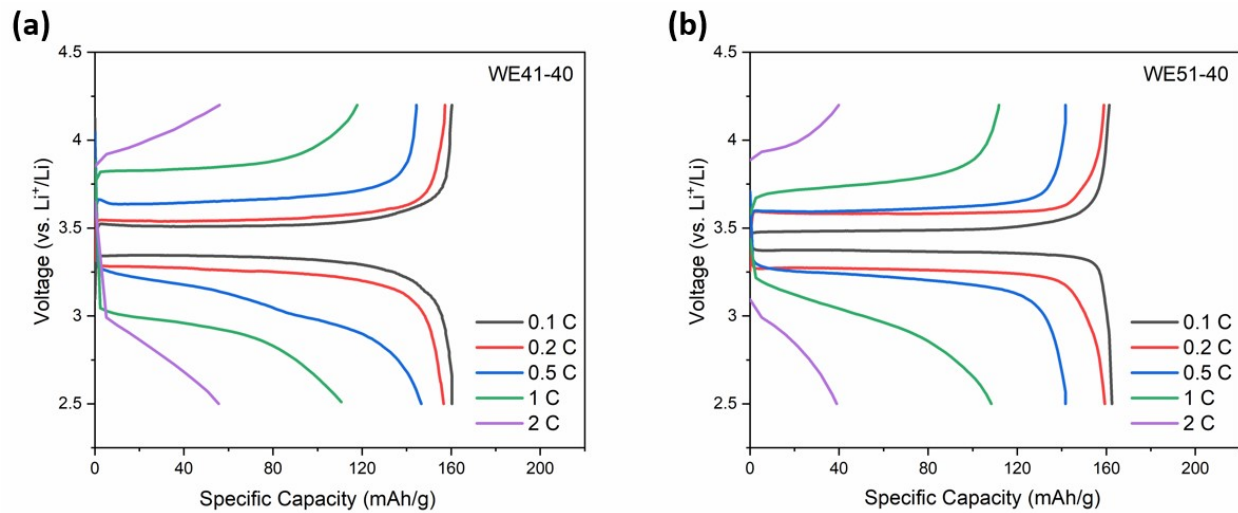 (a)
WE41-40
4.5
4
3.5
3
2.5
Voltage (vs. Li⁺/Li)
0.1 C
0.2 C
0.5 C
1 C
2 C
0 40 80 120 160 200
Specific Capacity (mAh/g)
(b)
WE51-40
4.5
4
3.5
3
2.5
Voltage (vs. Li⁺/Li)
0.1 C
0.2 C
0.5 C
1 C
2 C
0 40 80 120 160 200
Specific Capacity (mAh/g)